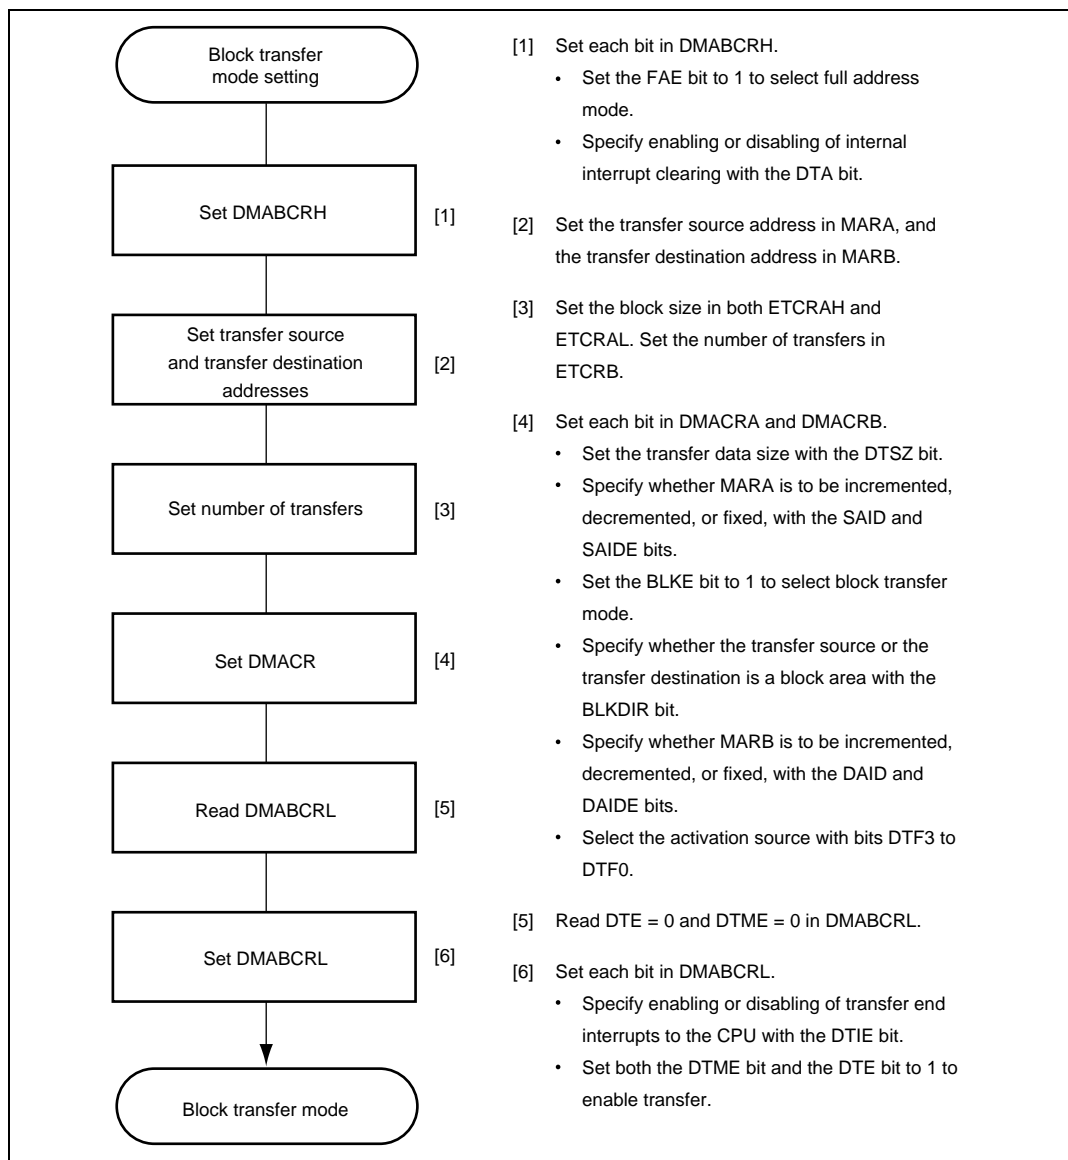 Block transfer
mode setting
Set DMABCRH
[1]
Set transfer source
and transfer destination
addresses
[2]
Set number of transfers
[3]
Set DMACR
[4]
Read DMABCRL
[5]
Set DMABCRL
[6]
Block transfer mode
[1] Set each bit in DMABCRH.
• Set the FAE bit to 1 to select full address
mode.
• Specify enabling or disabling of internal
interrupt clearing with the DTA bit.
[2] Set the transfer source address in MARA, and
the transfer destination address in MARB.
[3] Set the block size in both ETCRAH and
ETCRAL. Set the number of transfers in
ETCRB.
[4] Set each bit in DMACRA and DMACRB.
• Set the transfer data size with the DTSZ bit.
• Specify whether MARA is to be incremented,
decremented, or fixed, with the SAID and
SAIDE bits.
• Set the BLKE bit to 1 to select block transfer
mode.
• Specify whether the transfer source or the
transfer destination is a block area with the
BLKDIR bit.
• Specify whether MARB is to be incremented,
decremented, or fixed, with the DAID and
DAIDE bits.
• Select the activation source with bits DTF3 to
DTF0.
[5] Read DTE = 0 and DTME = 0 in DMABCRL.
[6] Set each bit in DMABCRL.
• Specify enabling or disabling of transfer end
interrupts to the CPU with the DTIE bit.
• Set both the DTME bit and the DTE bit to 1 to
enable transfer.